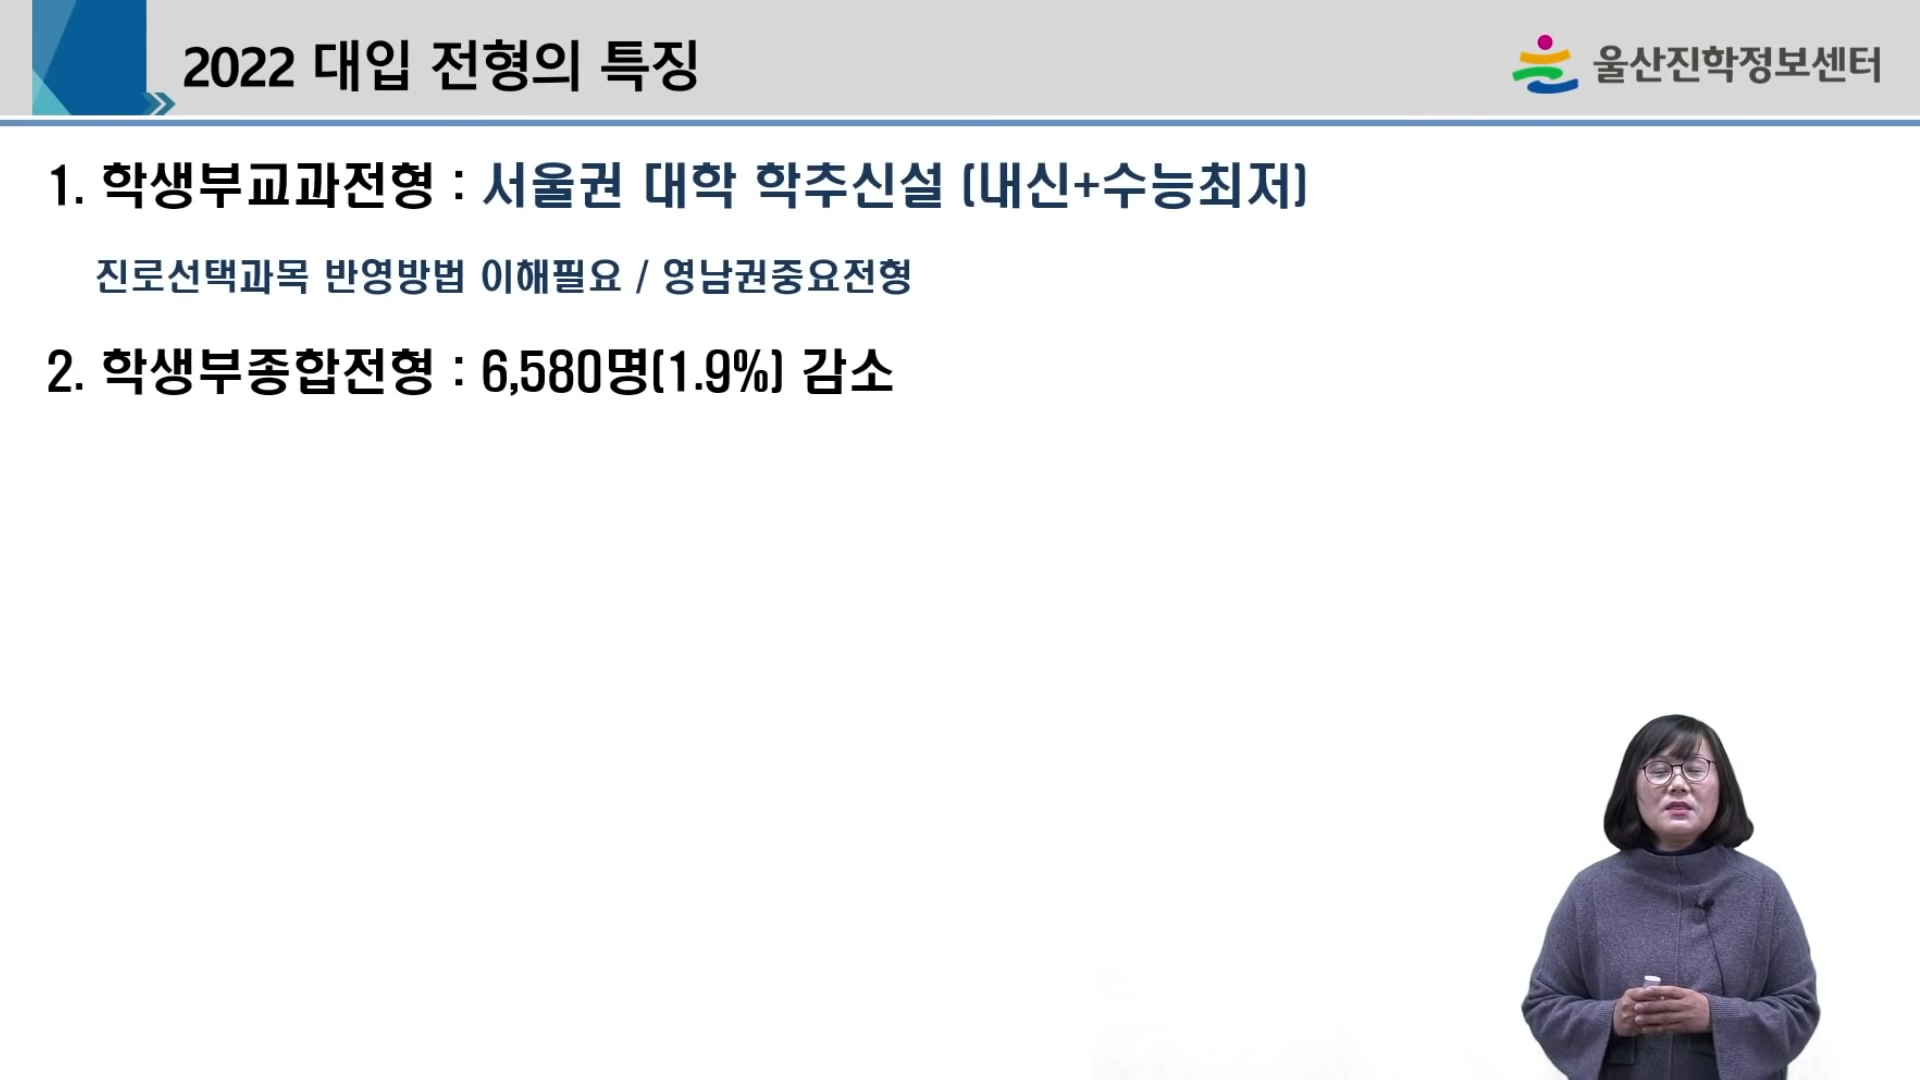 2022 대입 전형의 특징
울산진학정보센터
1. 학생부교과전형 : 서울권 대학 학추신설 (내신+수능최저)
진로선택과목 반영방법 이해필요 / 영남권중요전형
2. 학생부종합전형 : 6,580명(1.9%) 감소